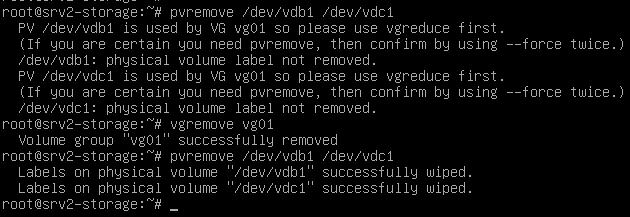 root@srv2-storage:~# pvremove /dev/vdb1 /dev/vdc1
  PV /dev/vdb1 is used by VG vg01 so please use vgreduce first.
  (If you are certain you need pvremove, then confirm by using --force twice.)
  /dev/vdb1: physical volume label not removed.
  PV /dev/vdc1 is used by VG vg01 so please use vgreduce first.
  (If you are certain you need pvremove, then confirm by using --force twice.)
  /dev/vdc1: physical volume label not removed.
root@srv2-storage:~# vgremove vg01
  Volume group "vg01" successfully removed
root@srv2-storage:~# pvremove /dev/vdb1 /dev/vdc1
  Labels on physical volume "/dev/vdb1" successfully wiped.
  Labels on physical volume "/dev/vdc1" successfully wiped.
root@srv2-storage:~# _